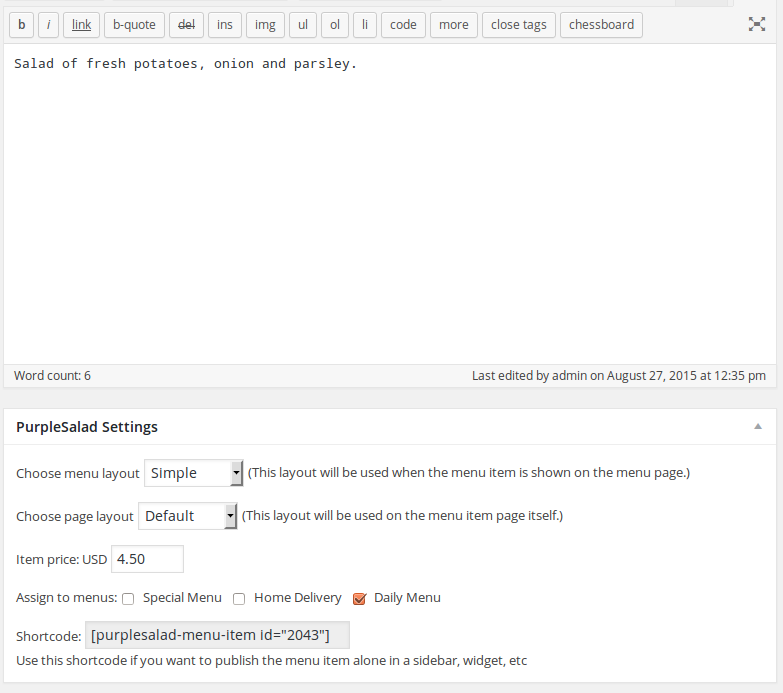 b i link b-quote del ins img ul ol li code more close tags chessboard
Salad of fresh potatoes, onion and parsley.
Word count: 6 Last edited by admin on August 27, 2015 at 12:35 pm
PurpleSalad Settings
Choose menu layout Simple (This layout will be used when the menu item is shown on the menu page.)
Choose page layout Default (This layout will be used on the menu item page itself.)
Item price: USD 4.50
Assign to menus: Special Menu Home Delivery Daily Menu
Shortcode: [purplesalad-menu-item id="2043"]
Use this shortcode if you want to publish the menu item alone in a sidebar, widget, etc